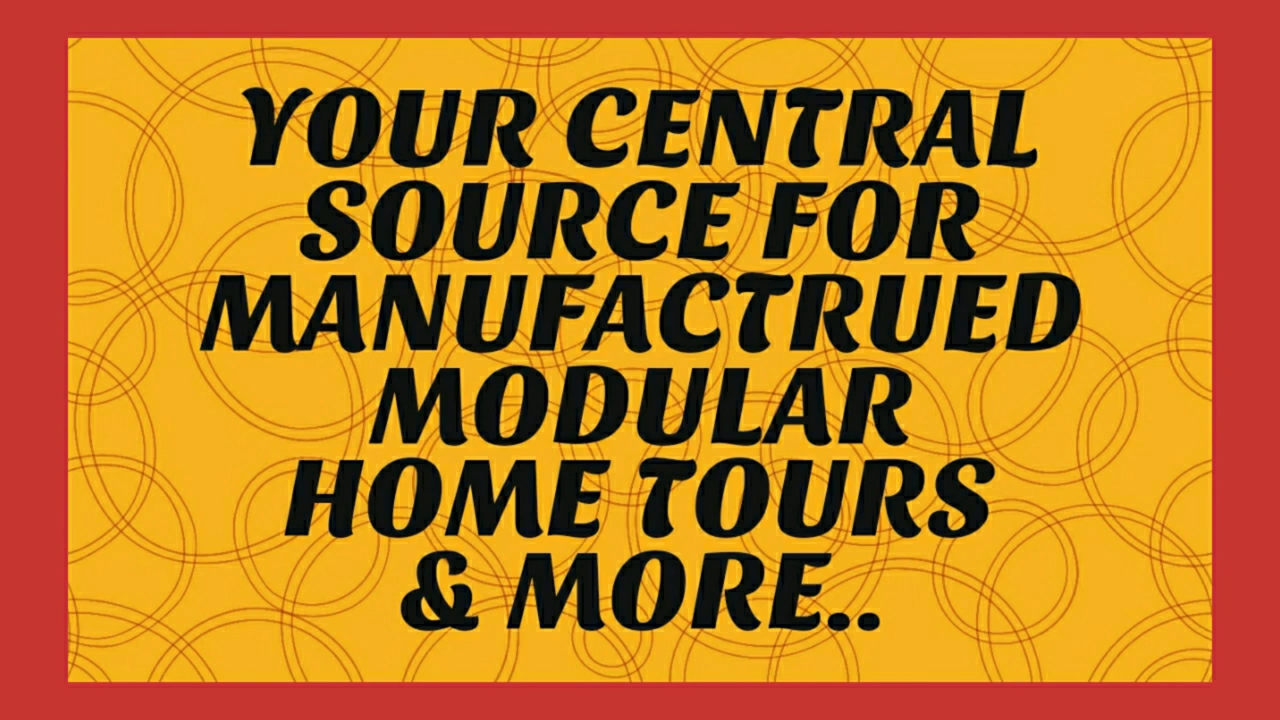 YOUR CENTRAL
SOURCE FOR
MANUFACTRUED
MODULAR
HOME TOURS
& MORE..